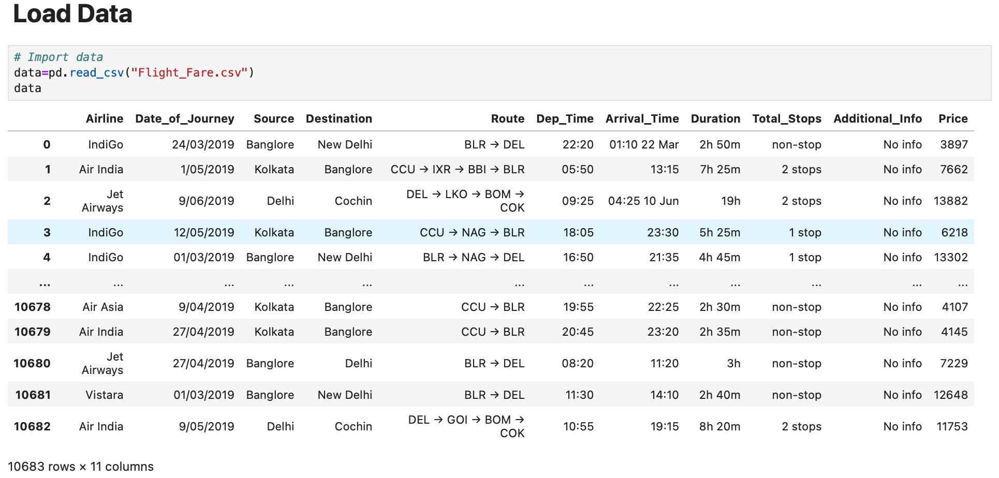 Load Data
# Import data
data=pd.read_csv("Flight_Fare.csv")
data
Airline Date_of_Journey Source Destination Route Dep_Time Arrival_Time Duration Total_Stops Additional_Info Price
0 IndiGo 24/03/2019 Banglore New Delhi BLR → DEL 22:20 01:10 22 Mar 2h 50m non-stop No info 3897
1 Air India 1/05/2019 Kolkata Banglore CCU → IXR → BBI → BLR 05:50 13:15 7h 25m 2 stops No info 7662
2 Jet Airways 9/06/2019 Delhi Cochin DEL → LKO → BOM → COK 09:25 04:25 10 Jun 19h 2 stops No info 13882
3 IndiGo 12/05/2019 Kolkata Banglore CCU → NAG → BLR 18:05 23:30 5h 25m 1 stop No info 6218
4 IndiGo 01/03/2019 Banglore New Delhi BLR → NAG → DEL 16:50 21:35 4h 45m 1 stop No info 13302
... ... ... ... ... ... ... ... ... ... ... ...
10678 Air Asia 9/04/2019 Kolkata Banglore CCU → BLR 19:55 22:25 2h 30m non-stop No info 4107
10679 Air India 27/04/2019 Kolkata Banglore CCU → BLR 20:45 23:20 2h 35m non-stop No info 4145
10680 Jet Airways 27/04/2019 Banglore Delhi BLR → DEL 08:20 11:20 3h non-stop No info 7229
10681 Vistara 01/03/2019 Banglore New Delhi BLR → DEL 11:30 14:10 2h 40m non-stop No info 12648
10682 Air India 9/05/2019 Delhi Cochin DEL → GOI → BOM → COK 10:55 19:15 8h 20m 2 stops No info 11753
10683 rows × 11 columns